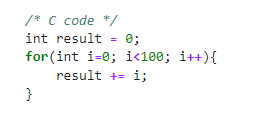 /* C code */
int result = 0;
for(int i=0; i<100; i++){
    result += i;
}